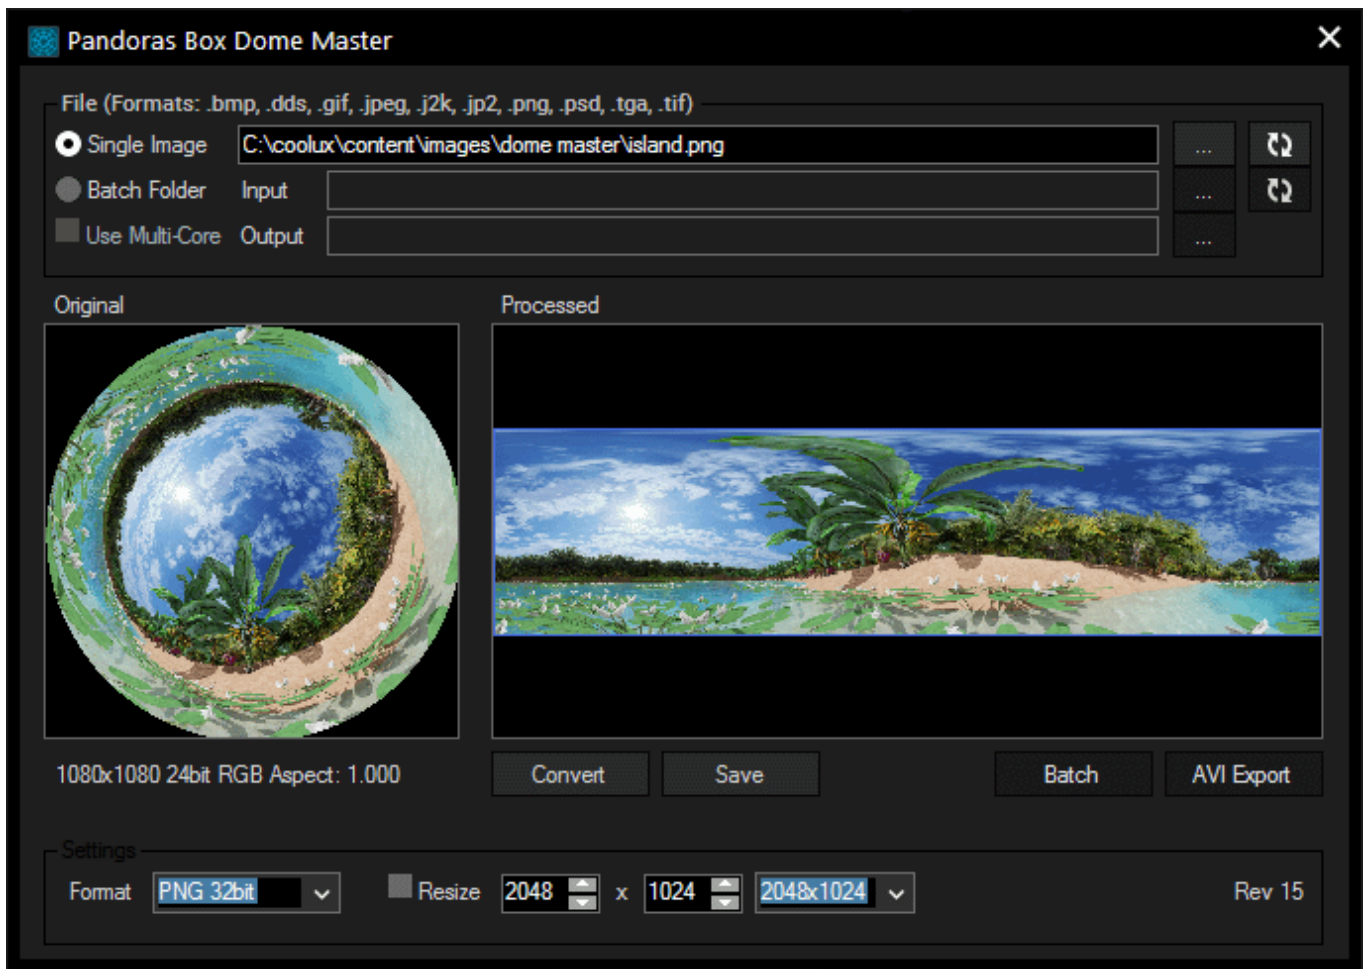 Pandoras Box Dome Master
File (Formats: .bmp, .dds, .gif, .jpeg, .j2k, .jp2, .png, .psd, .tga, .tif)
Single Image C:\coolux\content\images\dome master\island.png ...
Batch Folder Input ...
Use Multi-Core Output ...
Original Processed
1080x1080 24bit RGB Aspect: 1.000 Convert Save Batch AVI Export
Settings
Format PNG 32bit Resize 2048 x 1024 2048x1024 Rev 15